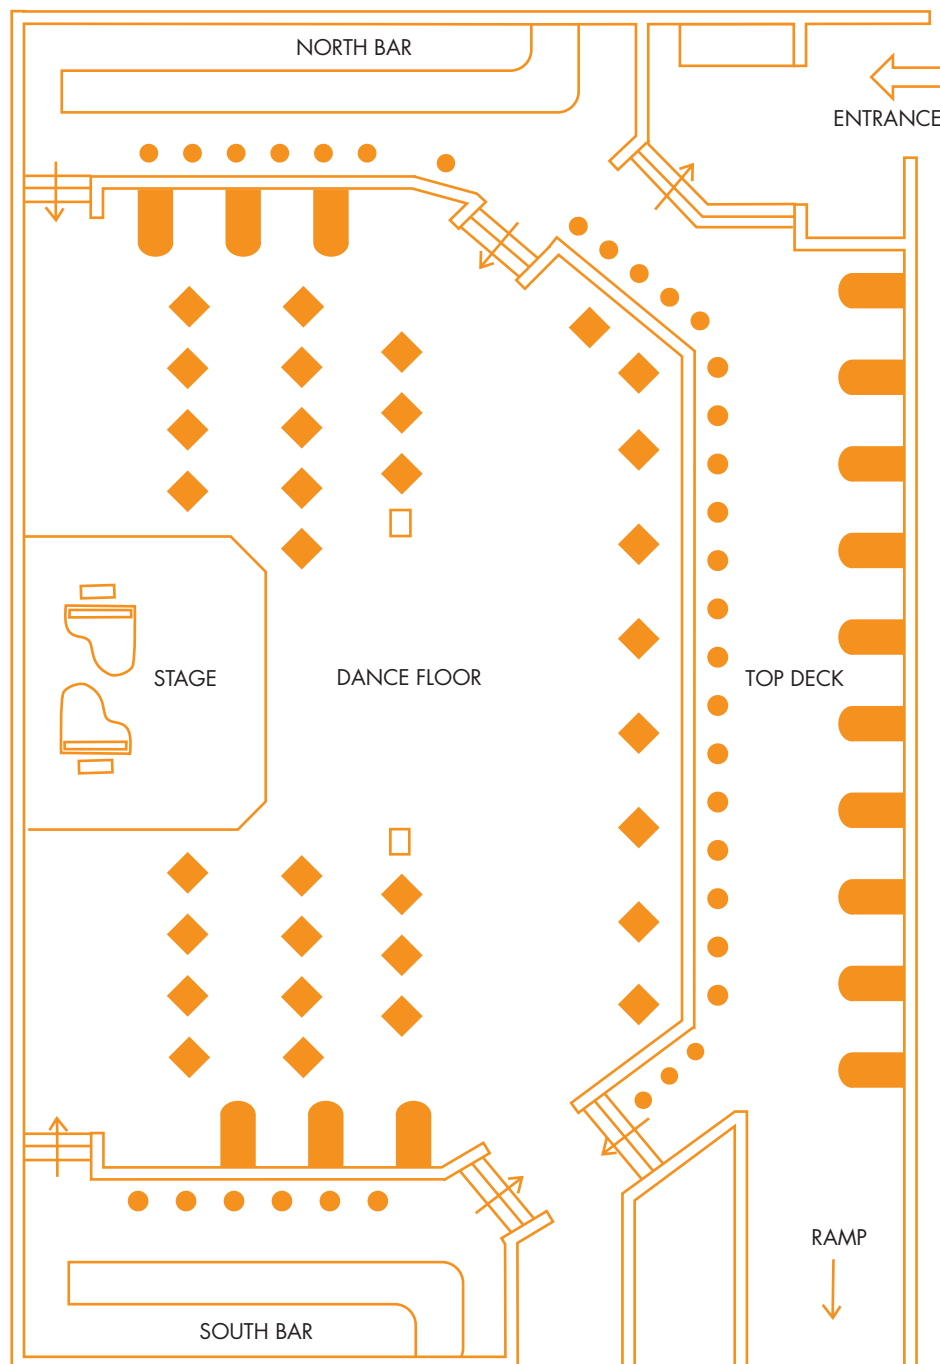 NORTH BAR
ENTRANCE
STAGE
DANCE FLOOR
TOP DECK
RAMP
SOUTH BAR